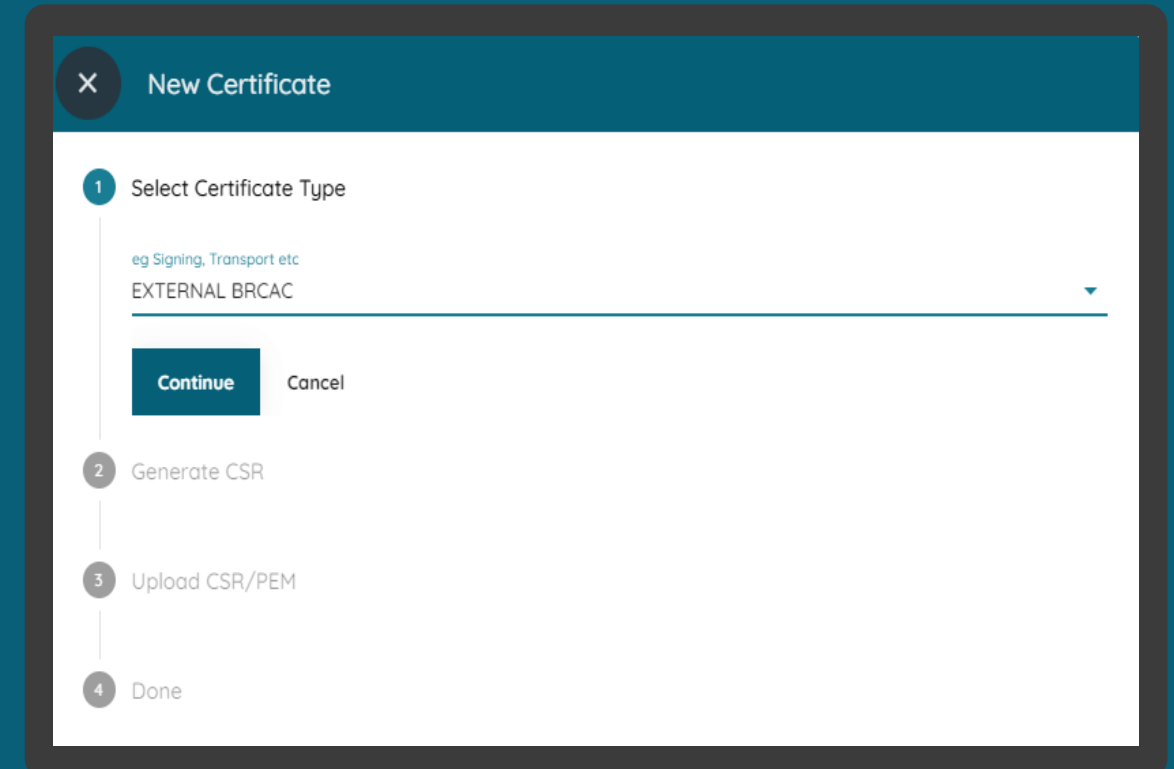 New Certificate
1 Select Certificate Type
eg Signing, Transport etc
EXTERNAL BRCAC
Continue Cancel
2 Generate CSR
3 Upload CSR/PEM
4 Done